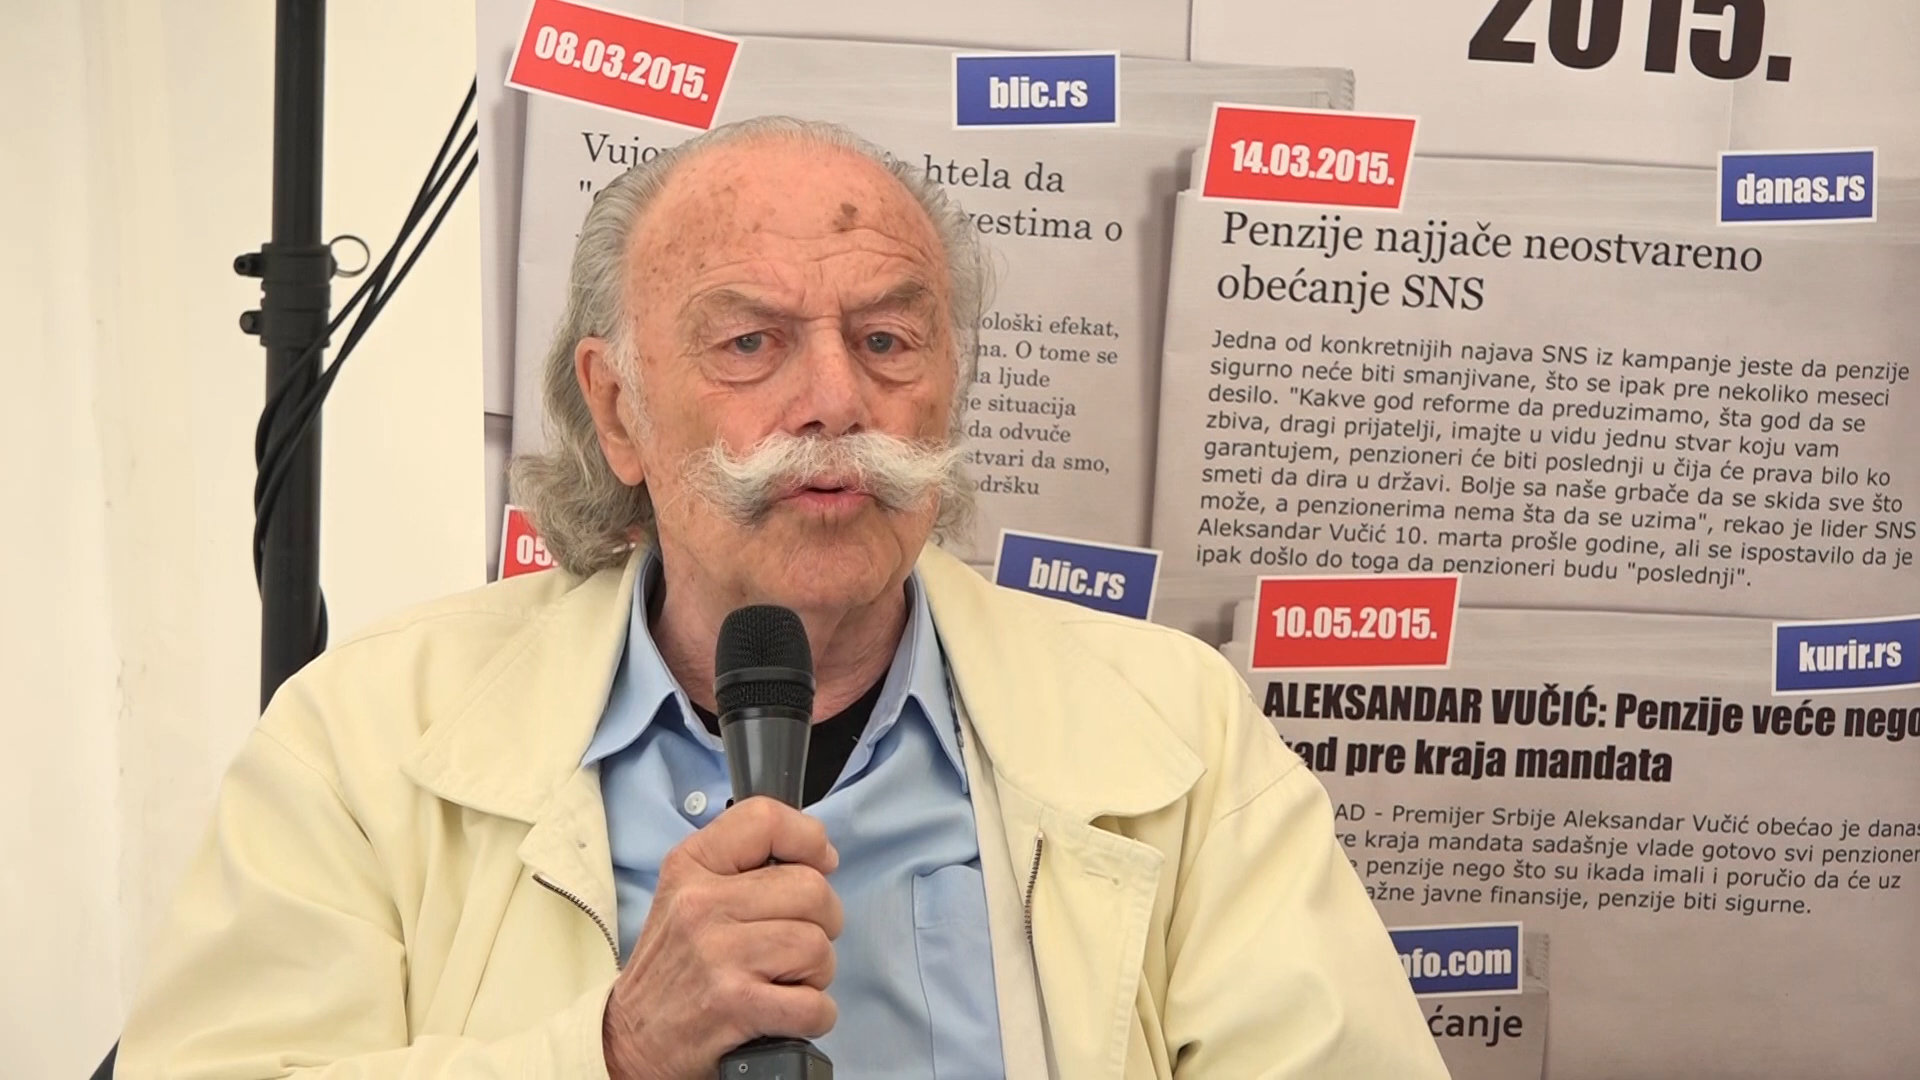 2015.
08.03.2015.
blic.rs
htela da
vestima o
ološki efekat,
na. O tome se
ljude
je situacija
da odvuče
stvari da smo,
odršku
14.03.2015.
danas.rs
Penzije najjače neostvareno
obećanje SNS
Jedna od konkretnijih najava SNS iz kampanje jeste da penzije
sigurno neće biti smanjivane, što se ipak pre nekoliko meseci
desilo. "Kakve god reforme da preduzimamo, šta god da se
zbiva, dragi prijatelji, imajte u vidu jednu stvar koju vam
garantujem, penzioneri će biti poslednji u čija će prava bilo ko
smeti da dira u državi. Bolje sa naše grbače da se skida sve što
može, a penzionerima nema šta da se uzima", rekao je lider SNS
Aleksandar Vučić 10. marta prošle godine, ali se ispostavilo da je
ipak došlo do toga da penzioneri budu "poslednji".
05.
blic.rs
10.05.2015.
kurir.rs
ALEKSANDAR VUČIĆ: Penzije veće nego
ad pre kraja mandata
AD - Premijer Srbije Aleksandar Vučić obećao je danas
re kraja mandata sadašnje vlade gotovo svi penzioner
penzije nego što su ikada imali i poručio da će uz
ažne javne finansije, penzije biti sigurne.
nfo.com
ćanje